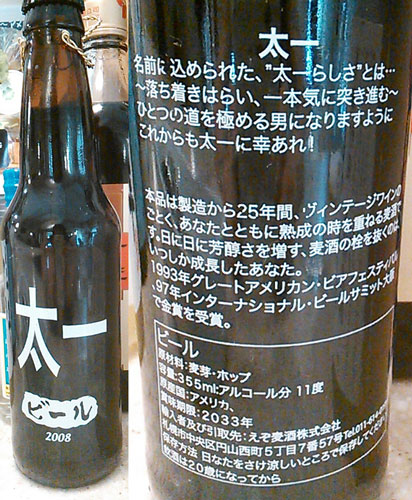 太一
ビール
2008
太一
名前に込められた、"太一らしさ"とは…
～落ち着きはらい、一本気に突き進む～
ひとつの道を極める男になりますように
これからも太一に幸あれ！
本品は製造から25年間、ヴィンテージワインの
ごとく、あなたとともに熟成の時を重ねる麦酒で
す。日に日に芳醇さを増す、麦酒の栓を抜くのは、
いつしか成長したあなた。
1993年グレートアメリカン・ビアフェスティバル
,97年インターナショナル・ビールサミット大阪
で金賞を受賞。
ビール
原材料：麦芽・ホップ
容量：355ml:アルコール分 11度
原産国：アメリカ、
賞味期限：2033年
輸入者及び引取先：えぞ麦酒株式会社
札幌市中央区円山西町5丁目7番57号Tel.011-614-
保存方法 日なたをさけ涼しいところで保存してください
飲酒は20歳になってから